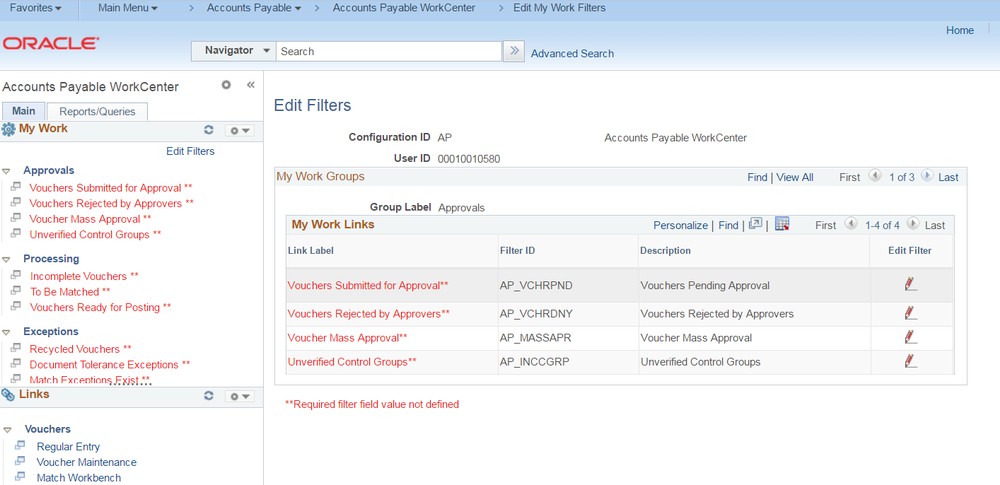 Favorites Main Menu > Accounts Payable > Accounts Payable WorkCenter > Edit My Work Filters
Home
ORACLE
Navigator Search Advanced Search
Accounts Payable WorkCenter
Main Reports/Queries
My Work
Edit Filters
Approvals
Vouchers Submitted for Approval **
Vouchers Rejected by Approvers **
Voucher Mass Approval **
Unverified Control Groups **
Processing
Incomplete Vouchers **
To Be Matched **
Vouchers Ready for Posting **
Exceptions
Recycled Vouchers **
Document Tolerance Exceptions **
Match Exceptions Exist **
Links
Vouchers
Regular Entry
Voucher Maintenance
Match Workbench
Edit Filters
Configuration ID AP Accounts Payable WorkCenter
User ID 00010010580
My Work Groups Find | View All First 1 of 3 Last
Group Label Approvals
My Work Links Personalize | Find | | First 1-4 of 4 Last
Link Label Filter ID Description Edit Filter
Vouchers Submitted for Approval** AP_VCHRPND Vouchers Pending Approval
Vouchers Rejected by Approvers** AP_VCHRDNY Vouchers Rejected by Approvers
Voucher Mass Approval** AP_MASSAPR Voucher Mass Approval
Unverified Control Groups** AP_INCCGRP Unverified Control Groups
**Required filter field value not defined